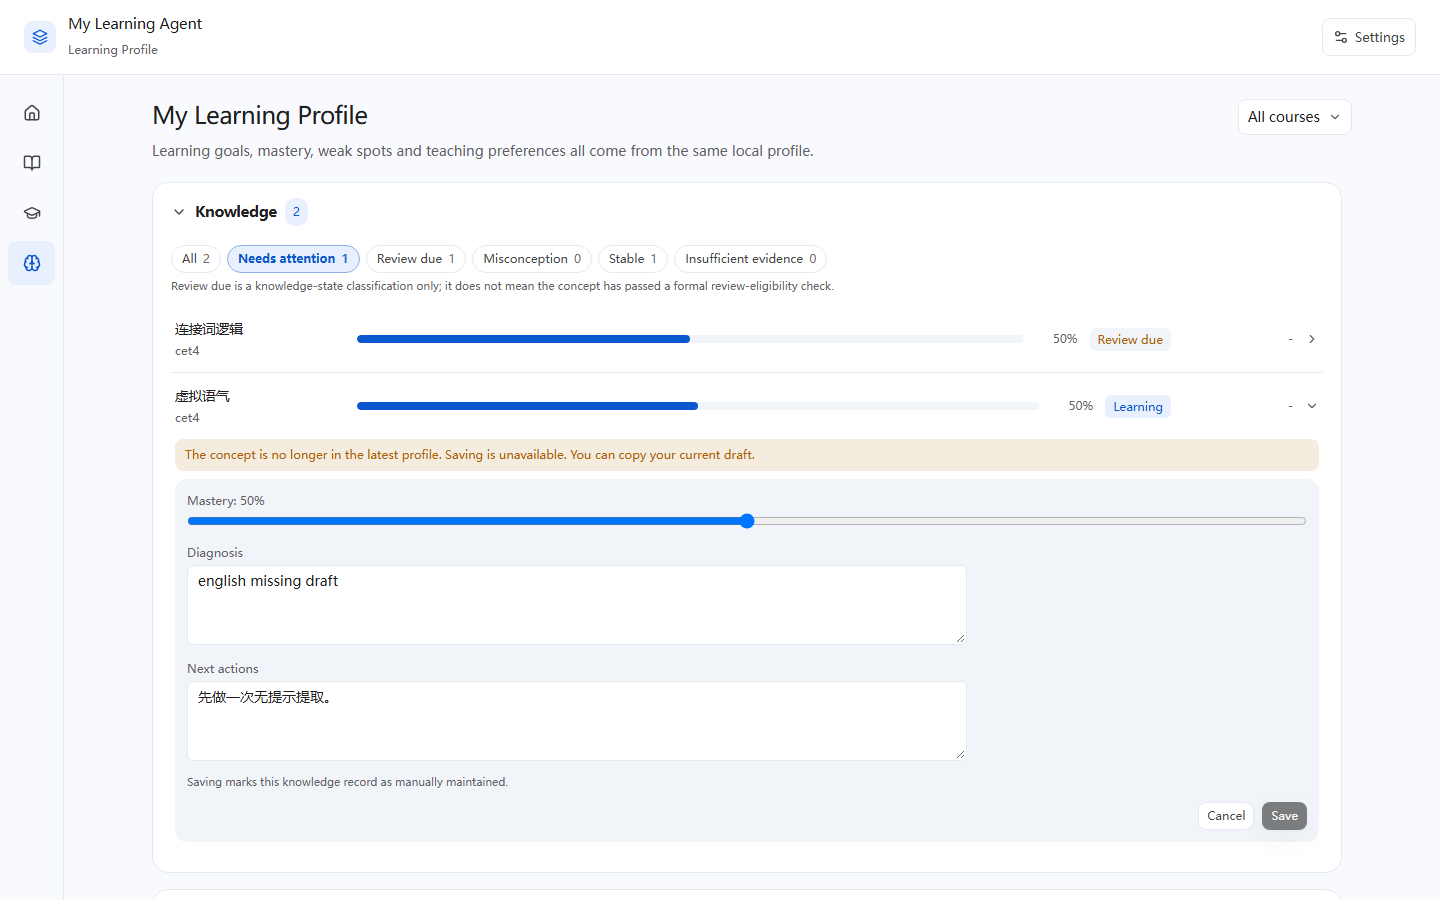 My Learning Agent
Learning Profile
Settings
My Learning Profile
All courses
Learning goals, mastery, weak spots and teaching preferences all come from the same local profile.
Knowledge 2
All 2 Needs attention 1 Review due 1 Misconception 0 Stable 1 Insufficient evidence 0
Review due is a knowledge-state classification only; it does not mean the concept has passed a formal review-eligibility check.
连接词逻辑
cet4
50% Review due -
虚拟语气
cet4
50% Learning -
The concept is no longer in the latest profile. Saving is unavailable. You can copy your current draft.
Mastery: 50%
Diagnosis
english missing draft
Next actions
先做一次无提示提取。
Saving marks this knowledge record as manually maintained.
Cancel Save